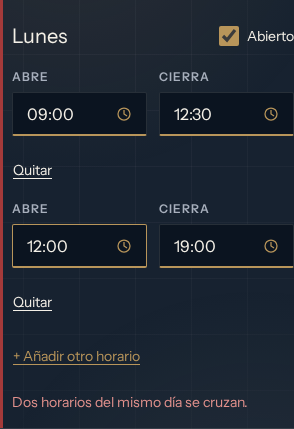 Lunes
Abierto
ABRE CIERRA
09:00 12:30
Quitar
ABRE CIERRA
12:00 19:00
Quitar
+ Añadir otro horario
Dos horarios del mismo día se cruzan.